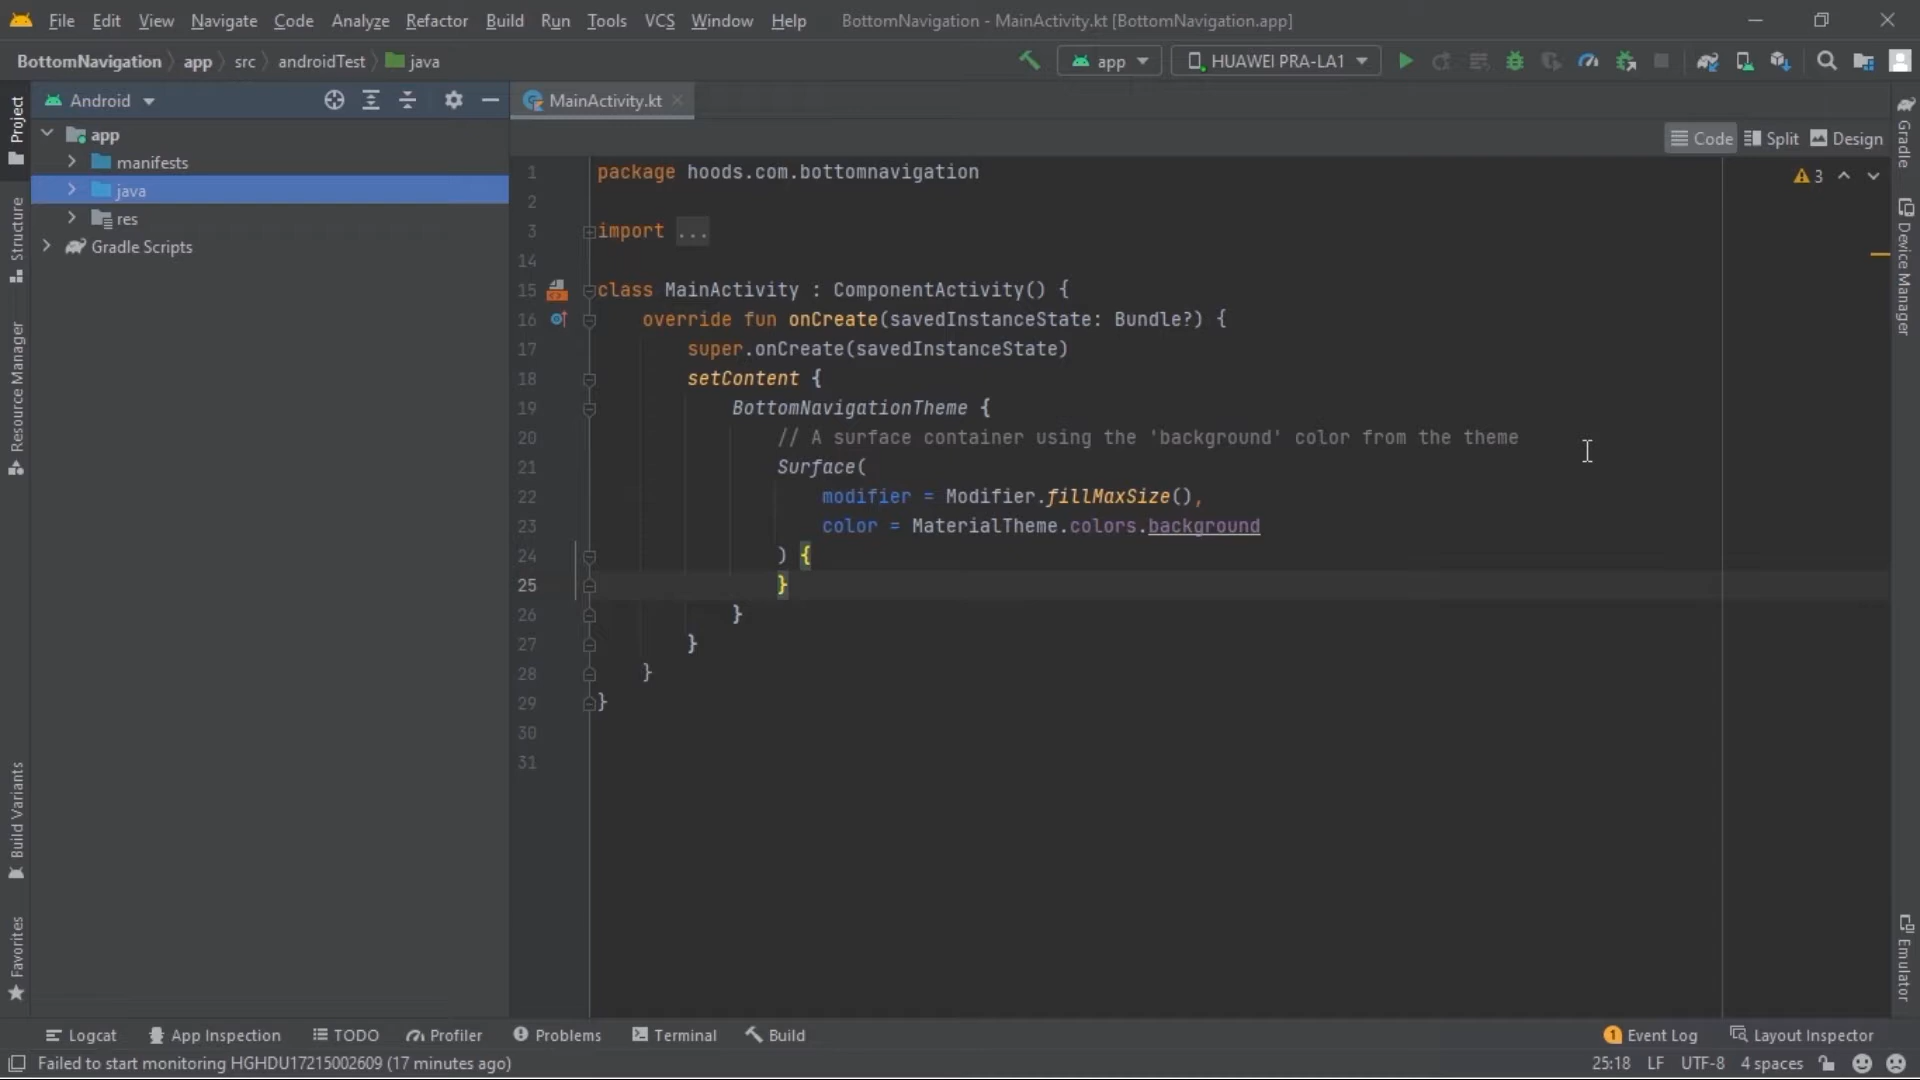 File Edit View Navigate Code Analyze Refactor Build Run Tools VCS Window Help BottomNavigation - MainActivity.kt [BottomNavigation.app]
BottomNavigation app src androidTest java app HUAWEI PRA-LA1
Project
Structure
Resource Manager
Build Variants
Favorites
Android
app
manifests
java
res
Gradle Scripts
MainActivity.kt
Code Split Design
3
1 package hoods.com.bottomnavigation
2
3 import ...
14
15 class MainActivity : ComponentActivity() {
16 override fun onCreate(savedInstanceState: Bundle?) {
17 super.onCreate(savedInstanceState)
18 setContent {
19 BottomNavigationTheme {
20 // A surface container using the 'background' color from the theme
21 Surface(
22 modifier = Modifier.fillMaxSize(),
23 color = MaterialTheme.colors.background
24 ) {
25 }
26 }
27 }
28 }
29 }
30
31
Gradle
Device Manager
Emulator
Logcat App Inspection TODO Profiler Problems Terminal Build 1 Event Log Layout Inspector
Failed to start monitoring HGHDU17215002609 (17 minutes ago) 25:18 LF UTF-8 4 spaces